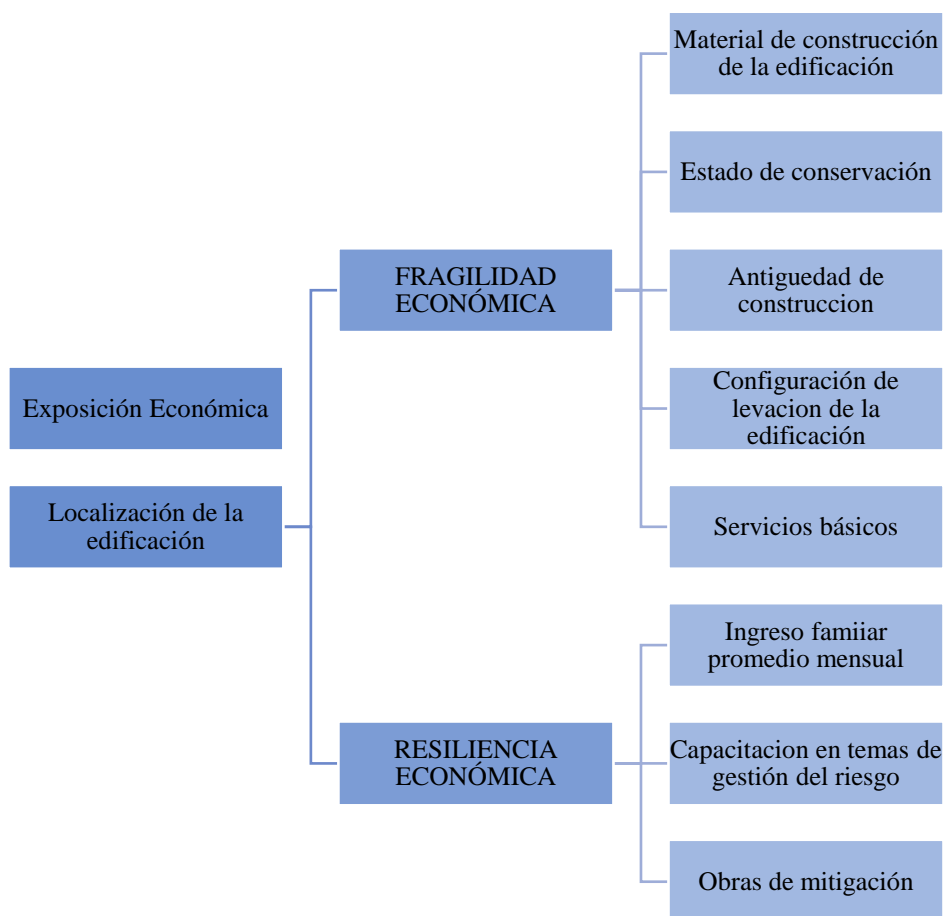 Exposición Económica
Localización de la
edificación
FRAGILIDAD
ECONÓMICA
Material de construcción
de la edificación
Estado de conservación
Antiguedad de
construccion
Configuración de
levacion de la
edificación
Servicios básicos
RESILIENCIA
ECONÓMICA
Ingreso famiiar
promedio mensual
Capacitacion en temas de
gestión del riesgo
Obras de mitigación